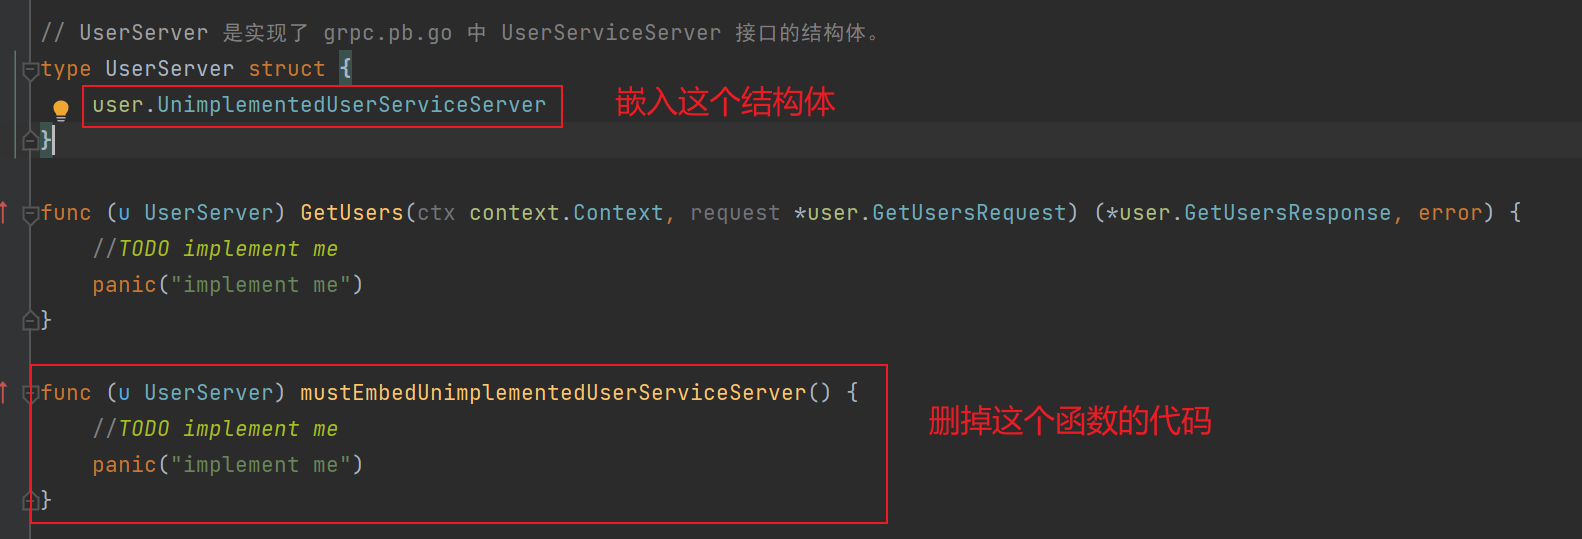 // UserServer 是实现了 grpc.pb.go 中 UserServiceServer 接口的结构体。
type UserServer struct {
user.UnimplementedUserServiceServer
嵌入这个结构体
}
func (u UserServer) GetUsers(ctx context.Context, request *user.GetUsersRequest) (*user.GetUsersResponse, error) {
//TODO implement me
panic("implement me")
}
func (u UserServer) mustEmbedUnimplementedUserServiceServer() {
//TODO implement me
删掉这个函数的代码
panic("implement me")
}